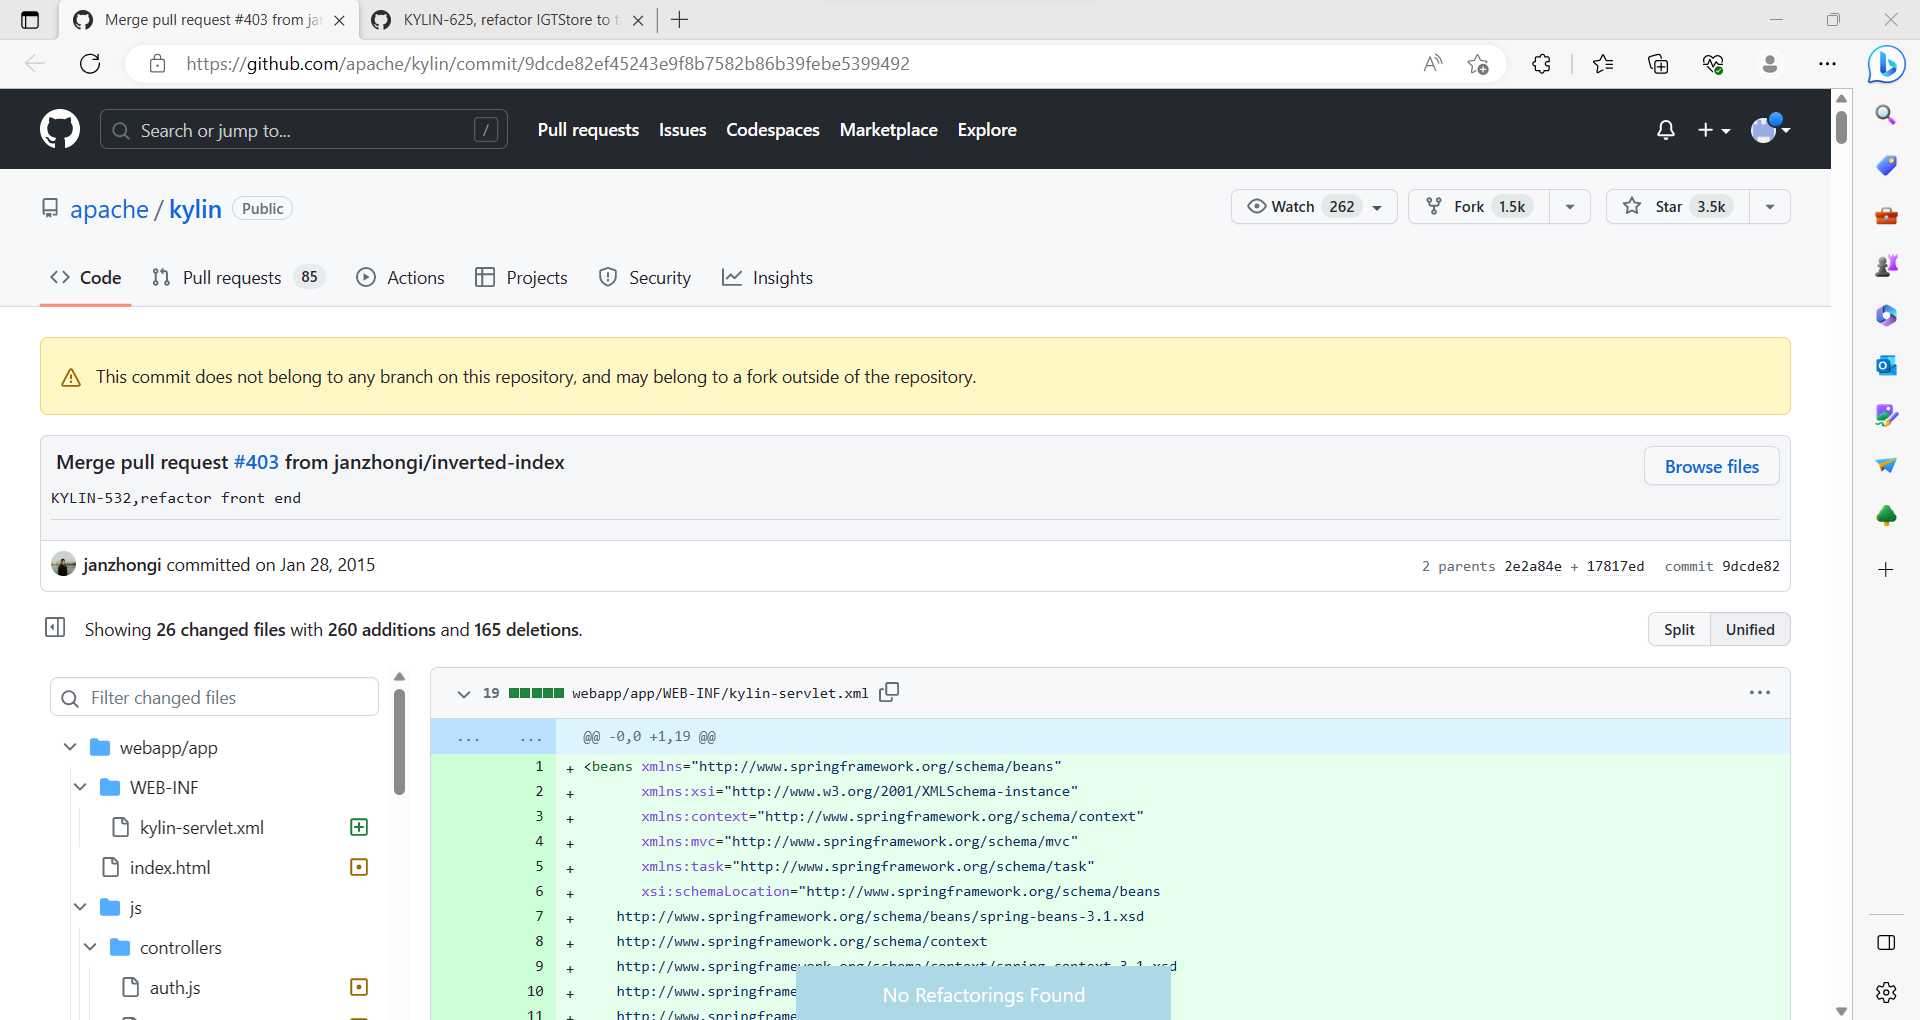 Merge pull request #403 from ja
KYLIN-625, refactor IGTStore to
https://github.com/apache/kylin/commit/9dcde82ef45243e9f8b7582b86b39febe5399492
Search or jump to... /
Pull requests Issues Codespaces Marketplace Explore
apache / kylin Public
Watch 262 Fork 1.5k Star 3.5k
Code Pull requests 85 Actions Projects Security Insights
This commit does not belong to any branch on this repository, and may belong to a fork outside of the repository.
Merge pull request #403 from janzhongi/inverted-index
Browse files
KYLIN-532,refactor front end
janzhongi committed on Jan 28, 2015
2 parents 2e2a84e + 17817ed commit 9dcde82
Showing 26 changed files with 260 additions and 165 deletions.
Split Unified
Filter changed files
webapp/app
WEB-INF
kylin-servlet.xml
index.html
js
controllers
auth.js
19 webapp/app/WEB-INF/kylin-servlet.xml
... ... @@ -0,0 +1,19 @@
1 + <beans xmlns="http://www.springframework.org/schema/beans"
2 + xmlns:xsi="http://www.w3.org/2001/XMLSchema-instance"
3 + xmlns:context="http://www.springframework.org/schema/context"
4 + xmlns:mvc="http://www.springframework.org/schema/mvc"
5 + xmlns:task="http://www.springframework.org/schema/task"
6 + xsi:schemaLocation="http://www.springframework.org/schema/beans
7 + http://www.springframework.org/schema/beans/spring-beans-3.1.xsd
8 + http://www.springframework.org/schema/context
9 + http://www.springframework.org/schema/context/spring-context-3.1.xsd
10 + http://www.springframe
11 + http://www.springframe
No Refactorings Found